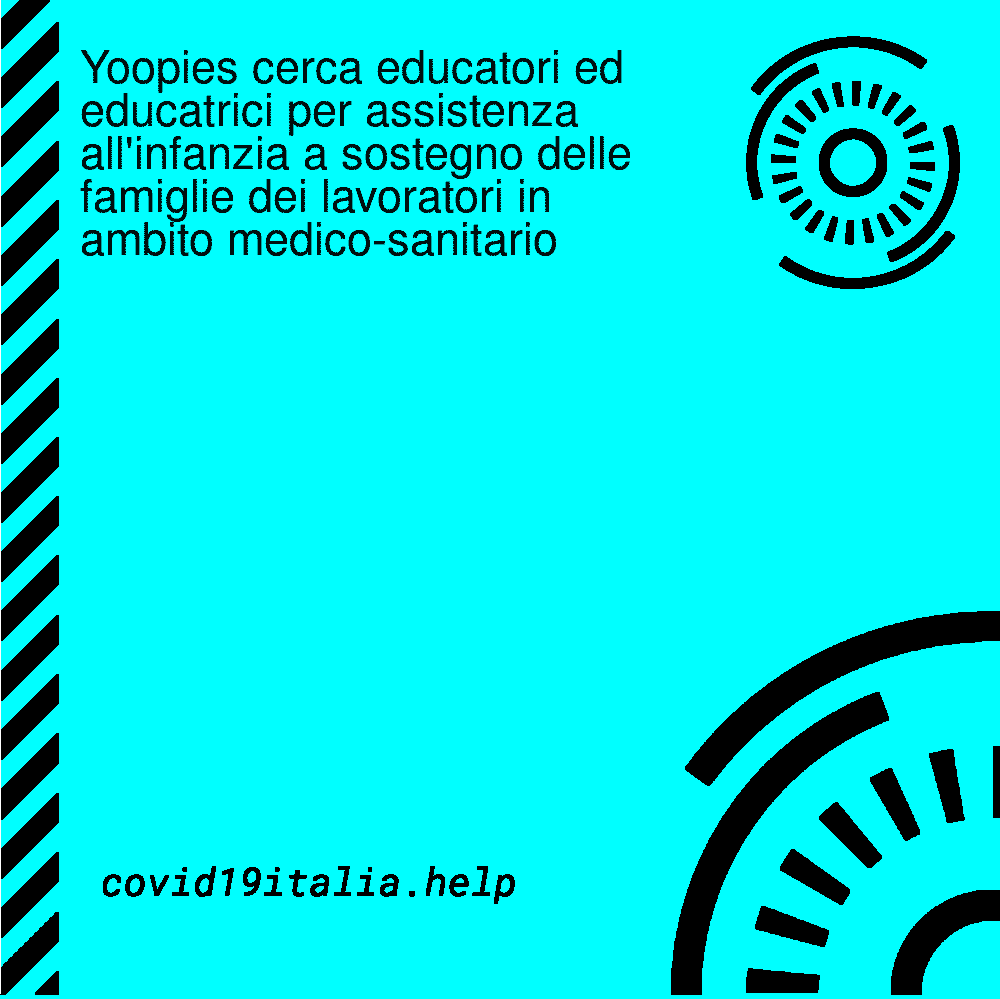 Yoopies cerca educatori ed
educatrici per assistenza
all'infanzia a sostegno delle
famiglie dei lavoratori in
ambito medico-sanitario
covid19italia.help